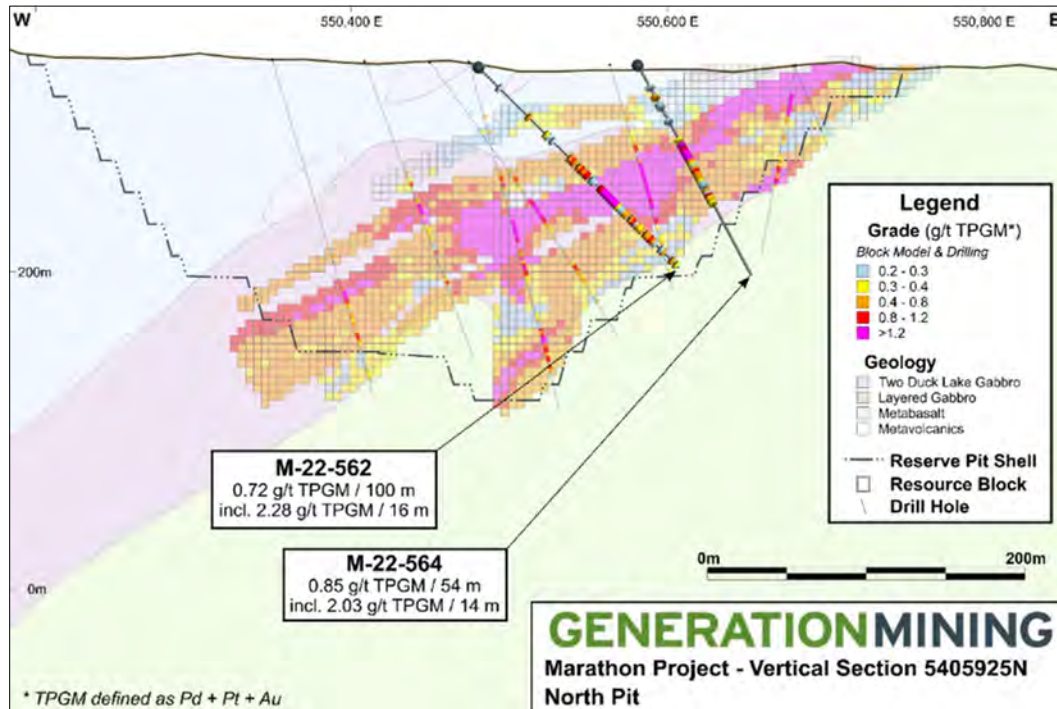 W 550,400 E 550,600 E 550,800 E E
200m
0m
Legend
Grade (g/t TPGM*)
Block Model & Drilling
0.2 - 0.3
0.3 - 0.4
0.4 - 0.8
0.8 - 1.2
>1.2
Geology
Two Duck Lake Gabbro
Layered Gabbro
Metabasalt
Metavolcanics
Reserve Pit Shell
Resource Block
Drill Hole
M-22-562
0.72 g/t TPGM / 100 m
incl. 2.28 g/t TPGM / 16 m
M-22-564
0.85 g/t TPGM / 54 m
incl. 2.03 g/t TPGM / 14 m
0m 200m
GENERATIONMINING
Marathon Project - Vertical Section 5405925N
North Pit
* TPGM defined as Pd + Pt + Au